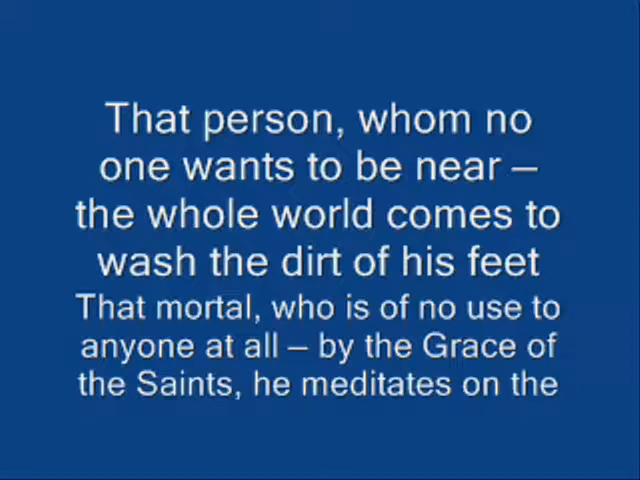 That person, whom no
one wants to be near –
the whole world comes to
wash the dirt of his feet
That mortal, who is of no use to
anyone at all – by the Grace of
the Saints, he meditates on the